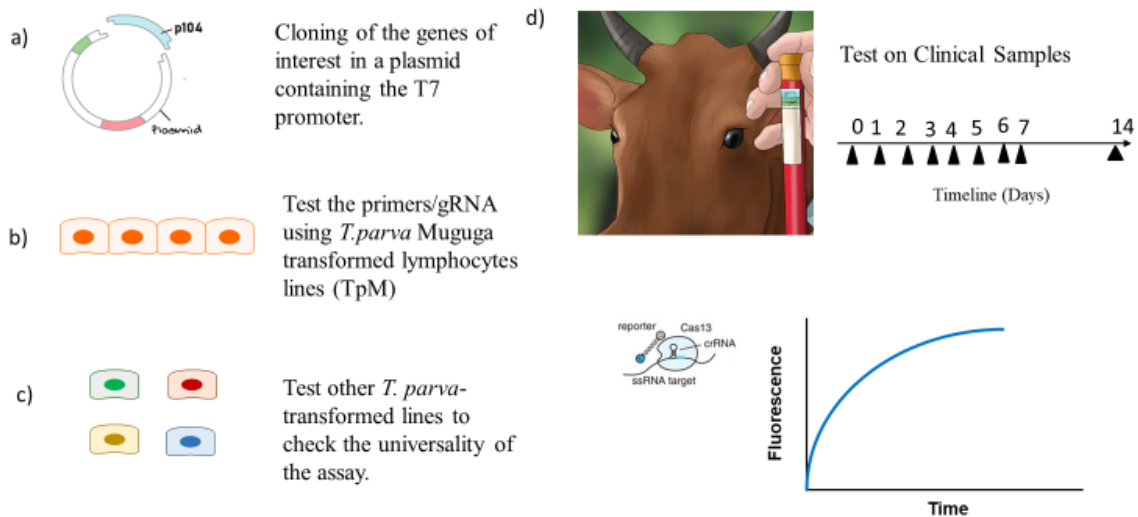 a)
p104
Plasmid
Cloning of the genes of
interest in a plasmid
containing the T7
promoter.
b)
Test the primers/gRNA
using T.parva Muguga
transformed lymphocytes
lines (TpM)
c)
Test other T. parva-
transformed lines to
check the universality of
the assay.
d)
Test on Clinical Samples
0 1 2 3 4 5 6 7 14
Timeline (Days)
reporter
Cas13
crRNA
ssRNA target
Fluorescence
Time